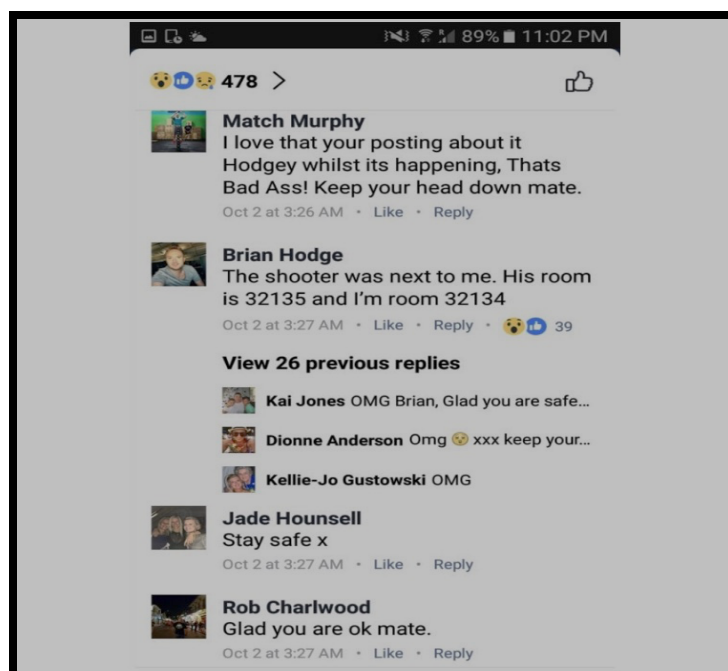 89% 11:02 PM
478 >
Match Murphy
I love that your posting about it
Hodgey whilst its happening, Thats
Bad Ass! Keep your head down mate.
Oct 2 at 3:26 AM • Like • Reply
Brian Hodge
The shooter was next to me. His room
is 32135 and I'm room 32134
Oct 2 at 3:27 AM • Like • Reply • 39
View 26 previous replies
Kai Jones OMG Brian, Glad you are safe...
Dionne Anderson Omg 😯 xxx keep your...
Kellie-Jo Gustowski OMG
Jade Hounsell
Stay safe x
Oct 2 at 3:27 AM • Like • Reply
Rob Charlwood
Glad you are ok mate.
Oct 2 at 3:27 AM • Like • Reply